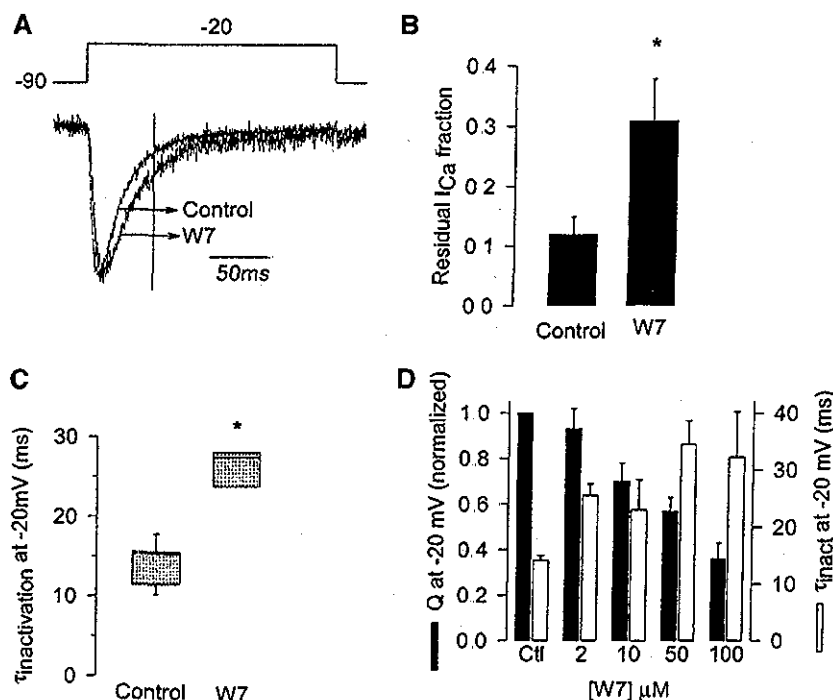 A
-20
-90
Control
W7
50ms
B
*
Residual ICa fraction
0 4
0 3
0 2
0 1
0 0
Control W7
C
*
τinactivation at -20mV (ms)
30
20
10
0
Control W7
D
Q at -20 mV (normalized)
1.0
0.8
0.6
0.4
0.2
0.0
40
30
20
10
0
τinact at -20 mV (ms)
Ctl 2 10 50 100
[W7] μM